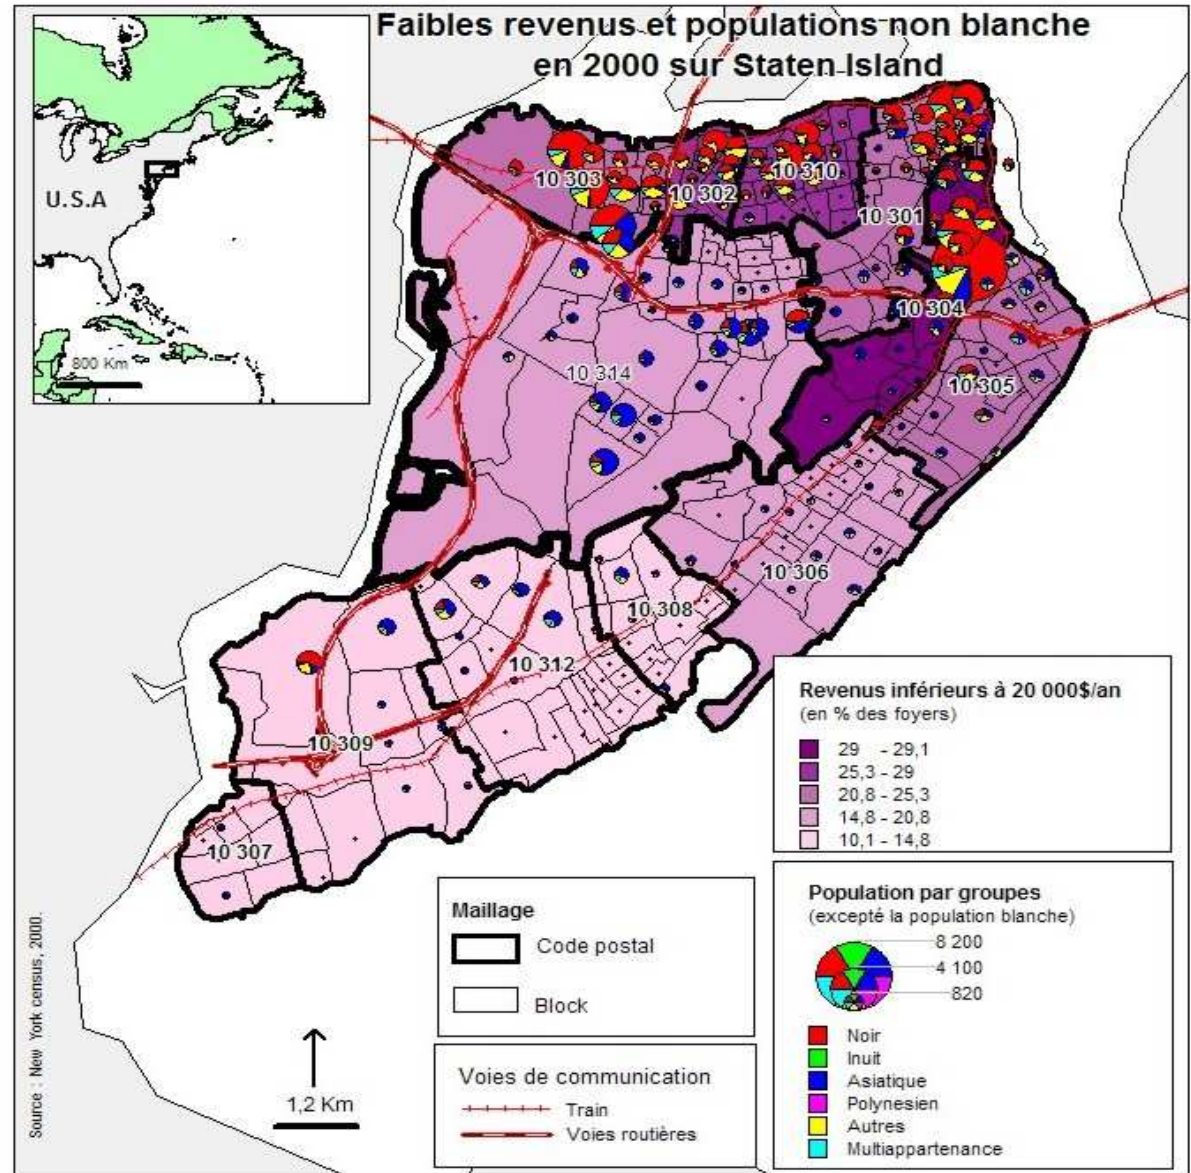 Faibles revenus et populations non blanche
en 2000 sur Staten Island
U.S.A
800 Km
10 303
10 302
10 310
10 301
10 304
10 314
10 305
10 306
10 308
10 312
10 309
10 307
Revenus inférieurs à 20 000$/an
(en % des foyers)
29 - 29,1
25,3 - 29
20,8 - 25,3
14,8 - 20,8
10,1 - 14,8
Maillage
Code postal
Block
Population par groupes
(excepté la population blanche)
8 200
4 100
820
Noir
Inuit
Asiatique
Polynesien
Autres
Multiappartenance
Voies de communication
Train
Voies routières
1,2 Km
Source : New York census, 2000.